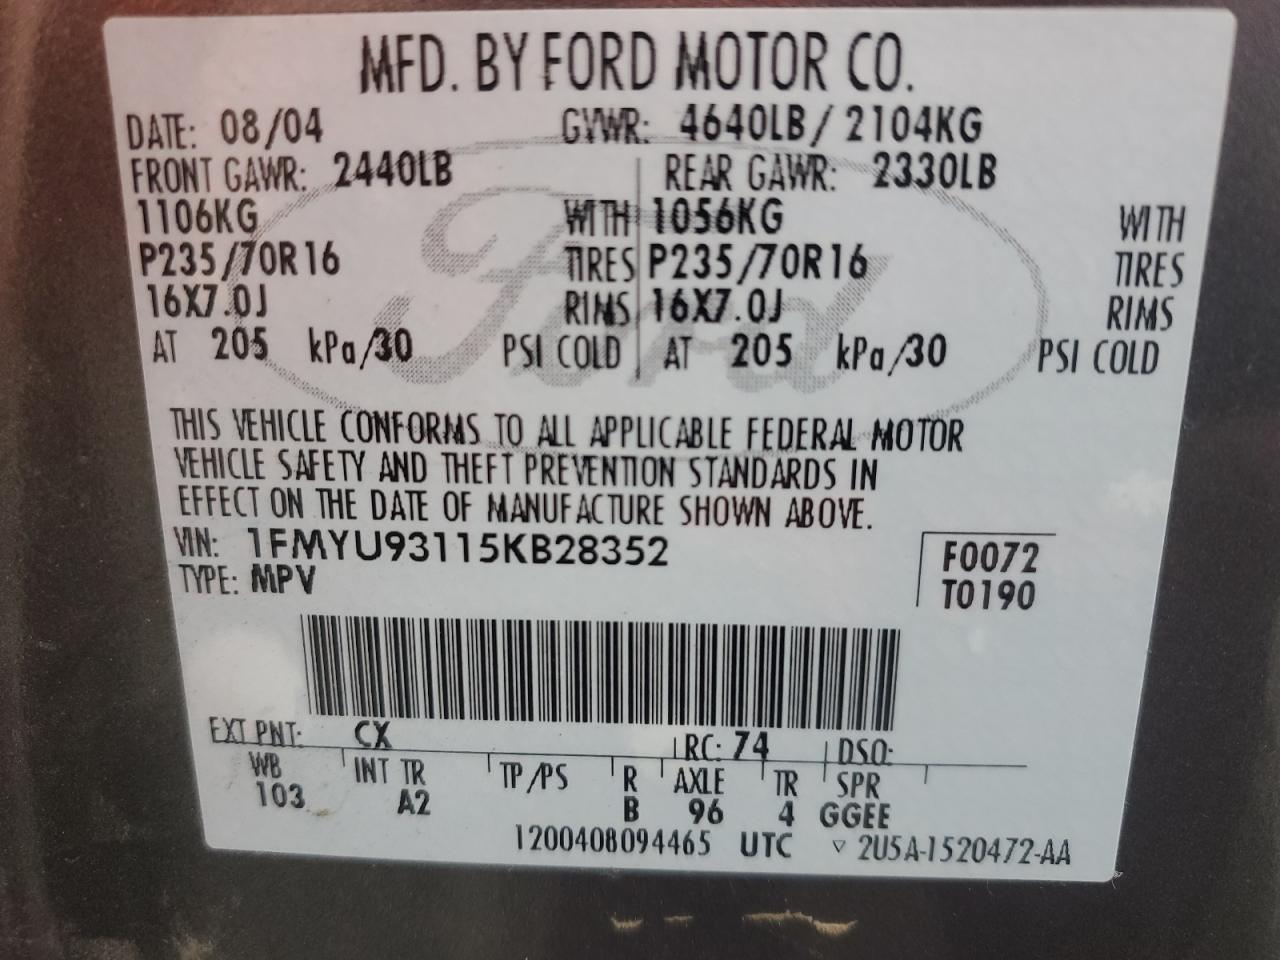 MFD. BY FORD MOTOR CO.
DATE: 08/04 GVWR: 4640LB / 2104KG
FRONT GAWR: 2440LB REAR GAWR: 2330LB
1106KG WITH 1056KG WITH
P235/70R16 TIRES P235/70R16 TIRES
16X7.0J RIMS 16X7.0J RIMS
AT 205 kPa/30 PSI COLD AT 205 kPa/30 PSI COLD
Ford
THIS VEHICLE CONFORMS TO ALL APPLICABLE FEDERAL MOTOR
VEHICLE SAFETY AND THEFT PREVENTION STANDARDS IN
EFFECT ON THE DATE OF MANUFACTURE SHOWN ABOVE.
VIN: 1FMYU93115KB28352 F0072
TYPE: MPV T0190
EXT PNT: CX RC: 74 DSO:
WB INT TR TP/PS R AXLE TR SPR
103 A2 B 96 4 GGEE
1200408094465 UTC ▽ 2U5A-1520472-AA